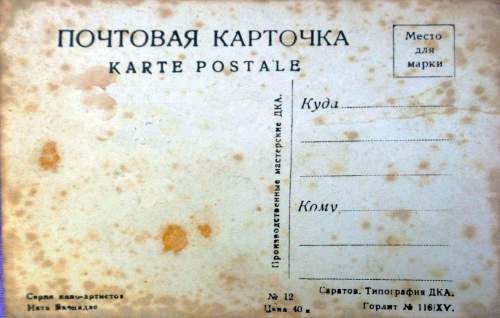 ПОЧТОВАЯ КАРТОЧКА
KARTE POSTALE
Место
для
марки
Куда
Кому
Производственные мастерские ДКА.
Серия кино-артистов
Ната Вачнадзе
№ 12
Цена 40 к
Саратов. Типография ДКА.
Горлит № 116|XV.